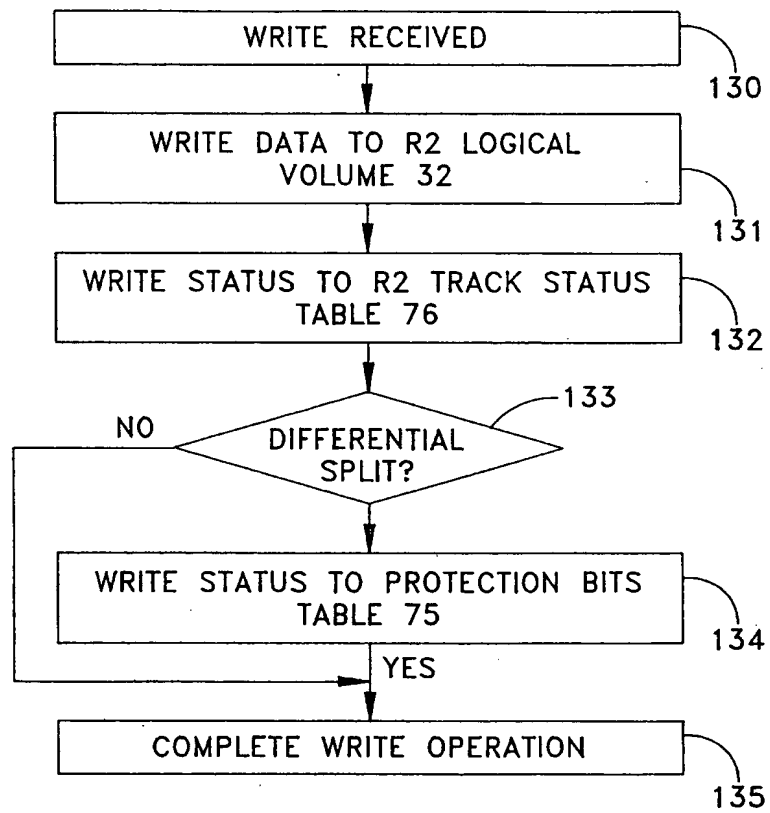 WRITE RECEIVED
130
WRITE DATA TO R2 LOGICAL
VOLUME 32
131
WRITE STATUS TO R2 TRACK STATUS
TABLE 76
132
133
NO
DIFFERENTIAL
SPLIT?
WRITE STATUS TO PROTECTION BITS
TABLE 75
134
YES
COMPLETE WRITE OPERATION
135